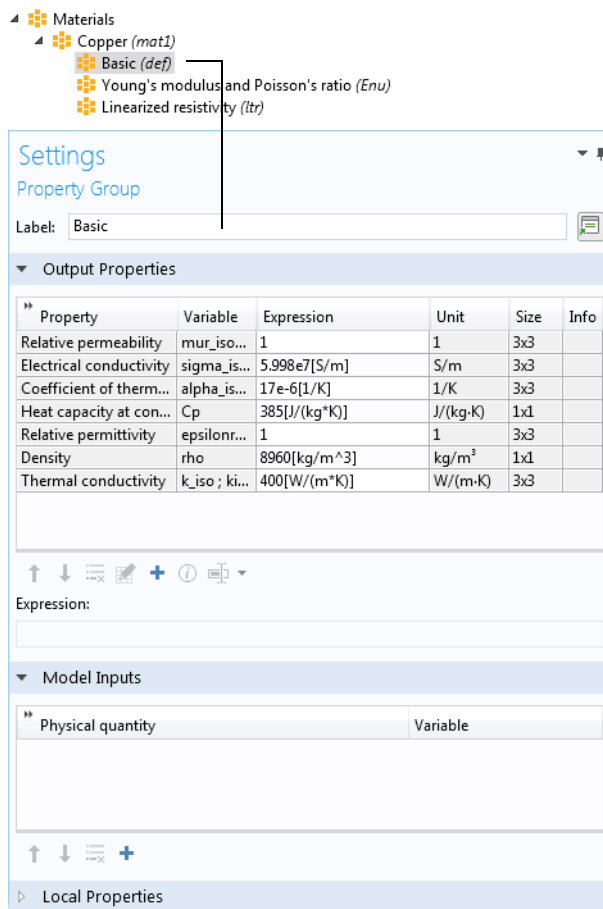 Materials
Copper (mat1)
Basic (def)
Young's modulus and Poisson's ratio (Enu)
Linearized resistivity (ltr)
Settings
Property Group
Label: Basic
Output Properties
Property Variable Expression Unit Size Info
Relative permeability mur_iso... 1 1 3x3
Electrical conductivity sigma_is... 5.998e7[S/m] S/m 3x3
Coefficient of therm... alpha_is... 17e-6[1/K] 1/K 3x3
Heat capacity at con... Cp 385[J/(kg*K)] J/(kg·K) 1x1
Relative permittivity epsilonr... 1 1 3x3
Density rho 8960[kg/m^3] kg/m³ 1x1
Thermal conductivity k_iso ; ki... 400[W/(m*K)] W/(m·K) 3x3
Expression:
Model Inputs
Physical quantity Variable
Local Properties